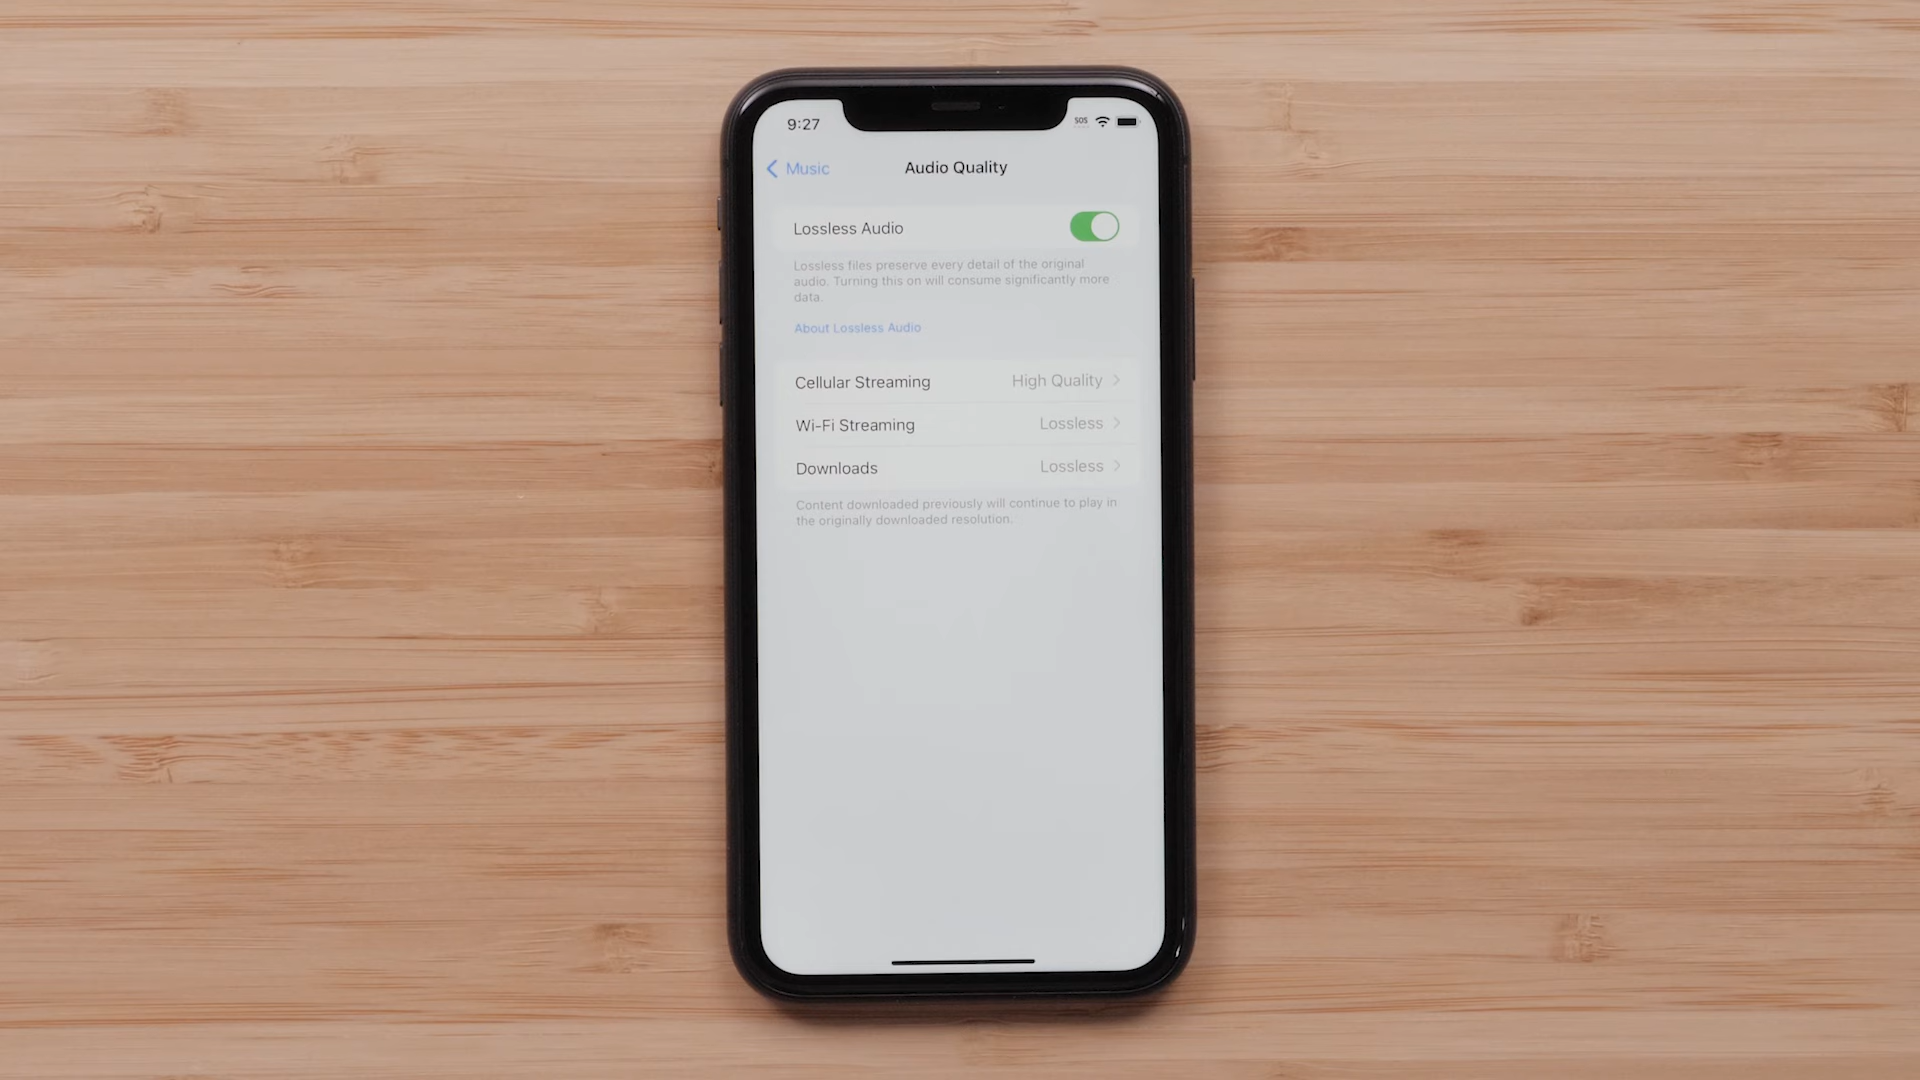 9:27
SOS
Music
Audio Quality
Lossless Audio
Lossless files preserve every detail of the original
audio. Turning this on will consume significantly more
data.
About Lossless Audio
Cellular Streaming High Quality
Wi-Fi Streaming Lossless
Downloads Lossless
Content downloaded previously will continue to play in
the originally downloaded resolution.